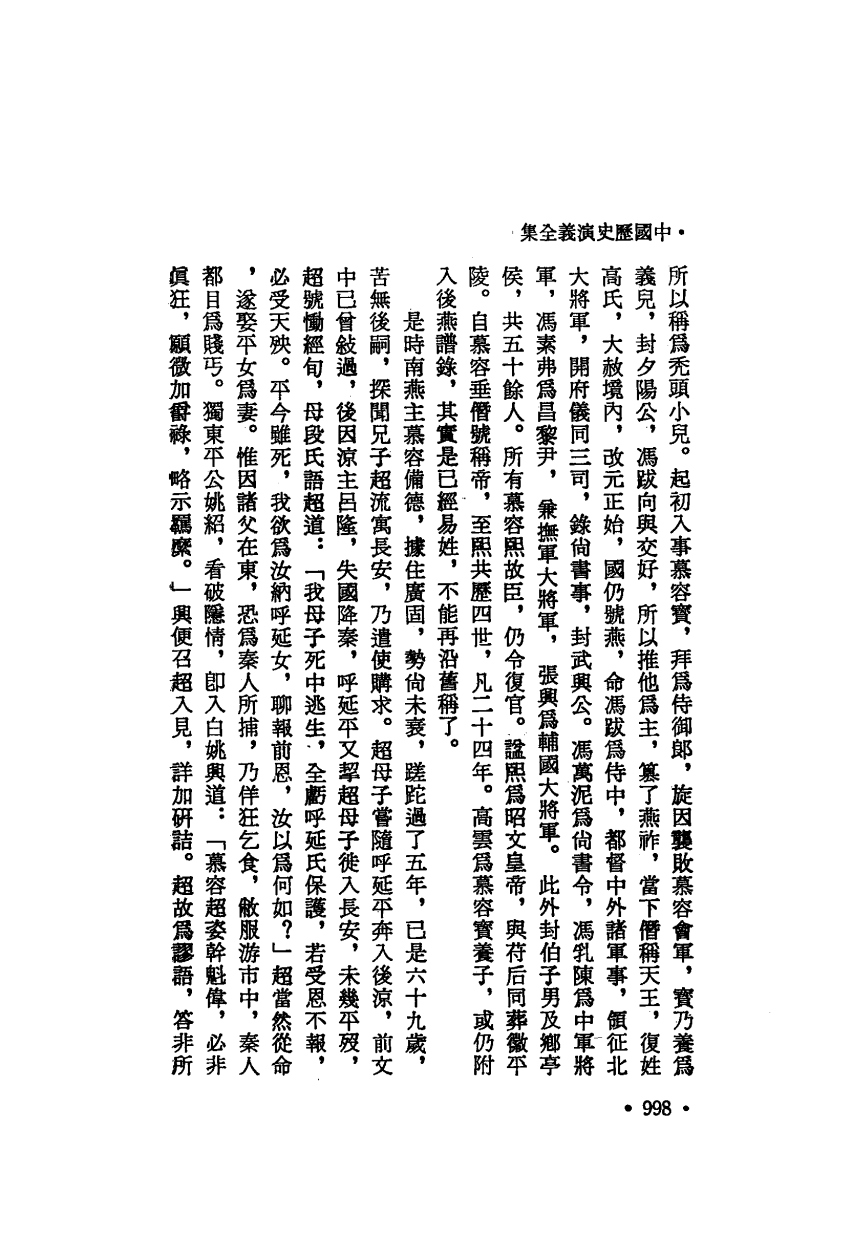 ·中國歷史演義全集
所以稱爲禿頭小兒。起初入事慕容寶，拜爲侍御郎，旋因襲敗慕容會軍，寶乃養爲
義兒，封夕陽公，馮跋向與交好，所以推他爲主，篡了燕祚，當下僭稱天王，復姓
高氏，大赦境內，改元正始，國仍號燕，命馮跋爲侍中，都督中外諸軍事，領征北
大將軍，開府儀同三司，錄尙書事，封武興公。馮萬泥爲尙書令，馮乳陳爲中軍將
軍，馮素弗爲昌黎尹，兼撫軍大將軍，張興爲輔國大將軍。此外封伯子男及鄉亭
侯，共五十餘人。所有慕容熙故臣，仍令復官。諡熙爲昭文皇帝，與苻后同葬徽平
陵。自慕容垂僭號稱帝，至熙共歷四世，凡二十四年。高雲爲慕容寶養子，或仍附
入後燕譜錄，其實是已經易姓，不能再沿舊稱了。
是時南燕主慕容備德，據住廣固，勢尙未衰，蹉跎過了五年，已是六十九歲，
苦無後嗣，探聞兄子超流寓長安，乃遣使購求。超母子嘗隨呼延平奔入後涼，前文
中已曾敍過，後因涼主呂隆，失國降秦，呼延平又挈超母子徙入長安，未幾平歿，
超號慟經旬，母段氏語超道：「我母子死中逃生，全虧呼延氏保護，若受恩不報，
必受天殃。平今雖死，我欲爲汝納呼延女，聊報前恩，汝以爲何如？」超當然從命
，遂娶平女爲妻。惟因諸父在東，恐爲秦人所捕，乃佯狂乞食，敝服游市中，秦人
都目爲賤丐。獨東平公姚紹，看破隱情，卽入白姚興道：「慕容超姿幹魁偉，必非
眞狂，願微加爵祿，略示羈縻。」興便召超入見，詳加研詰。超故爲謬語，答非所
• 998 •